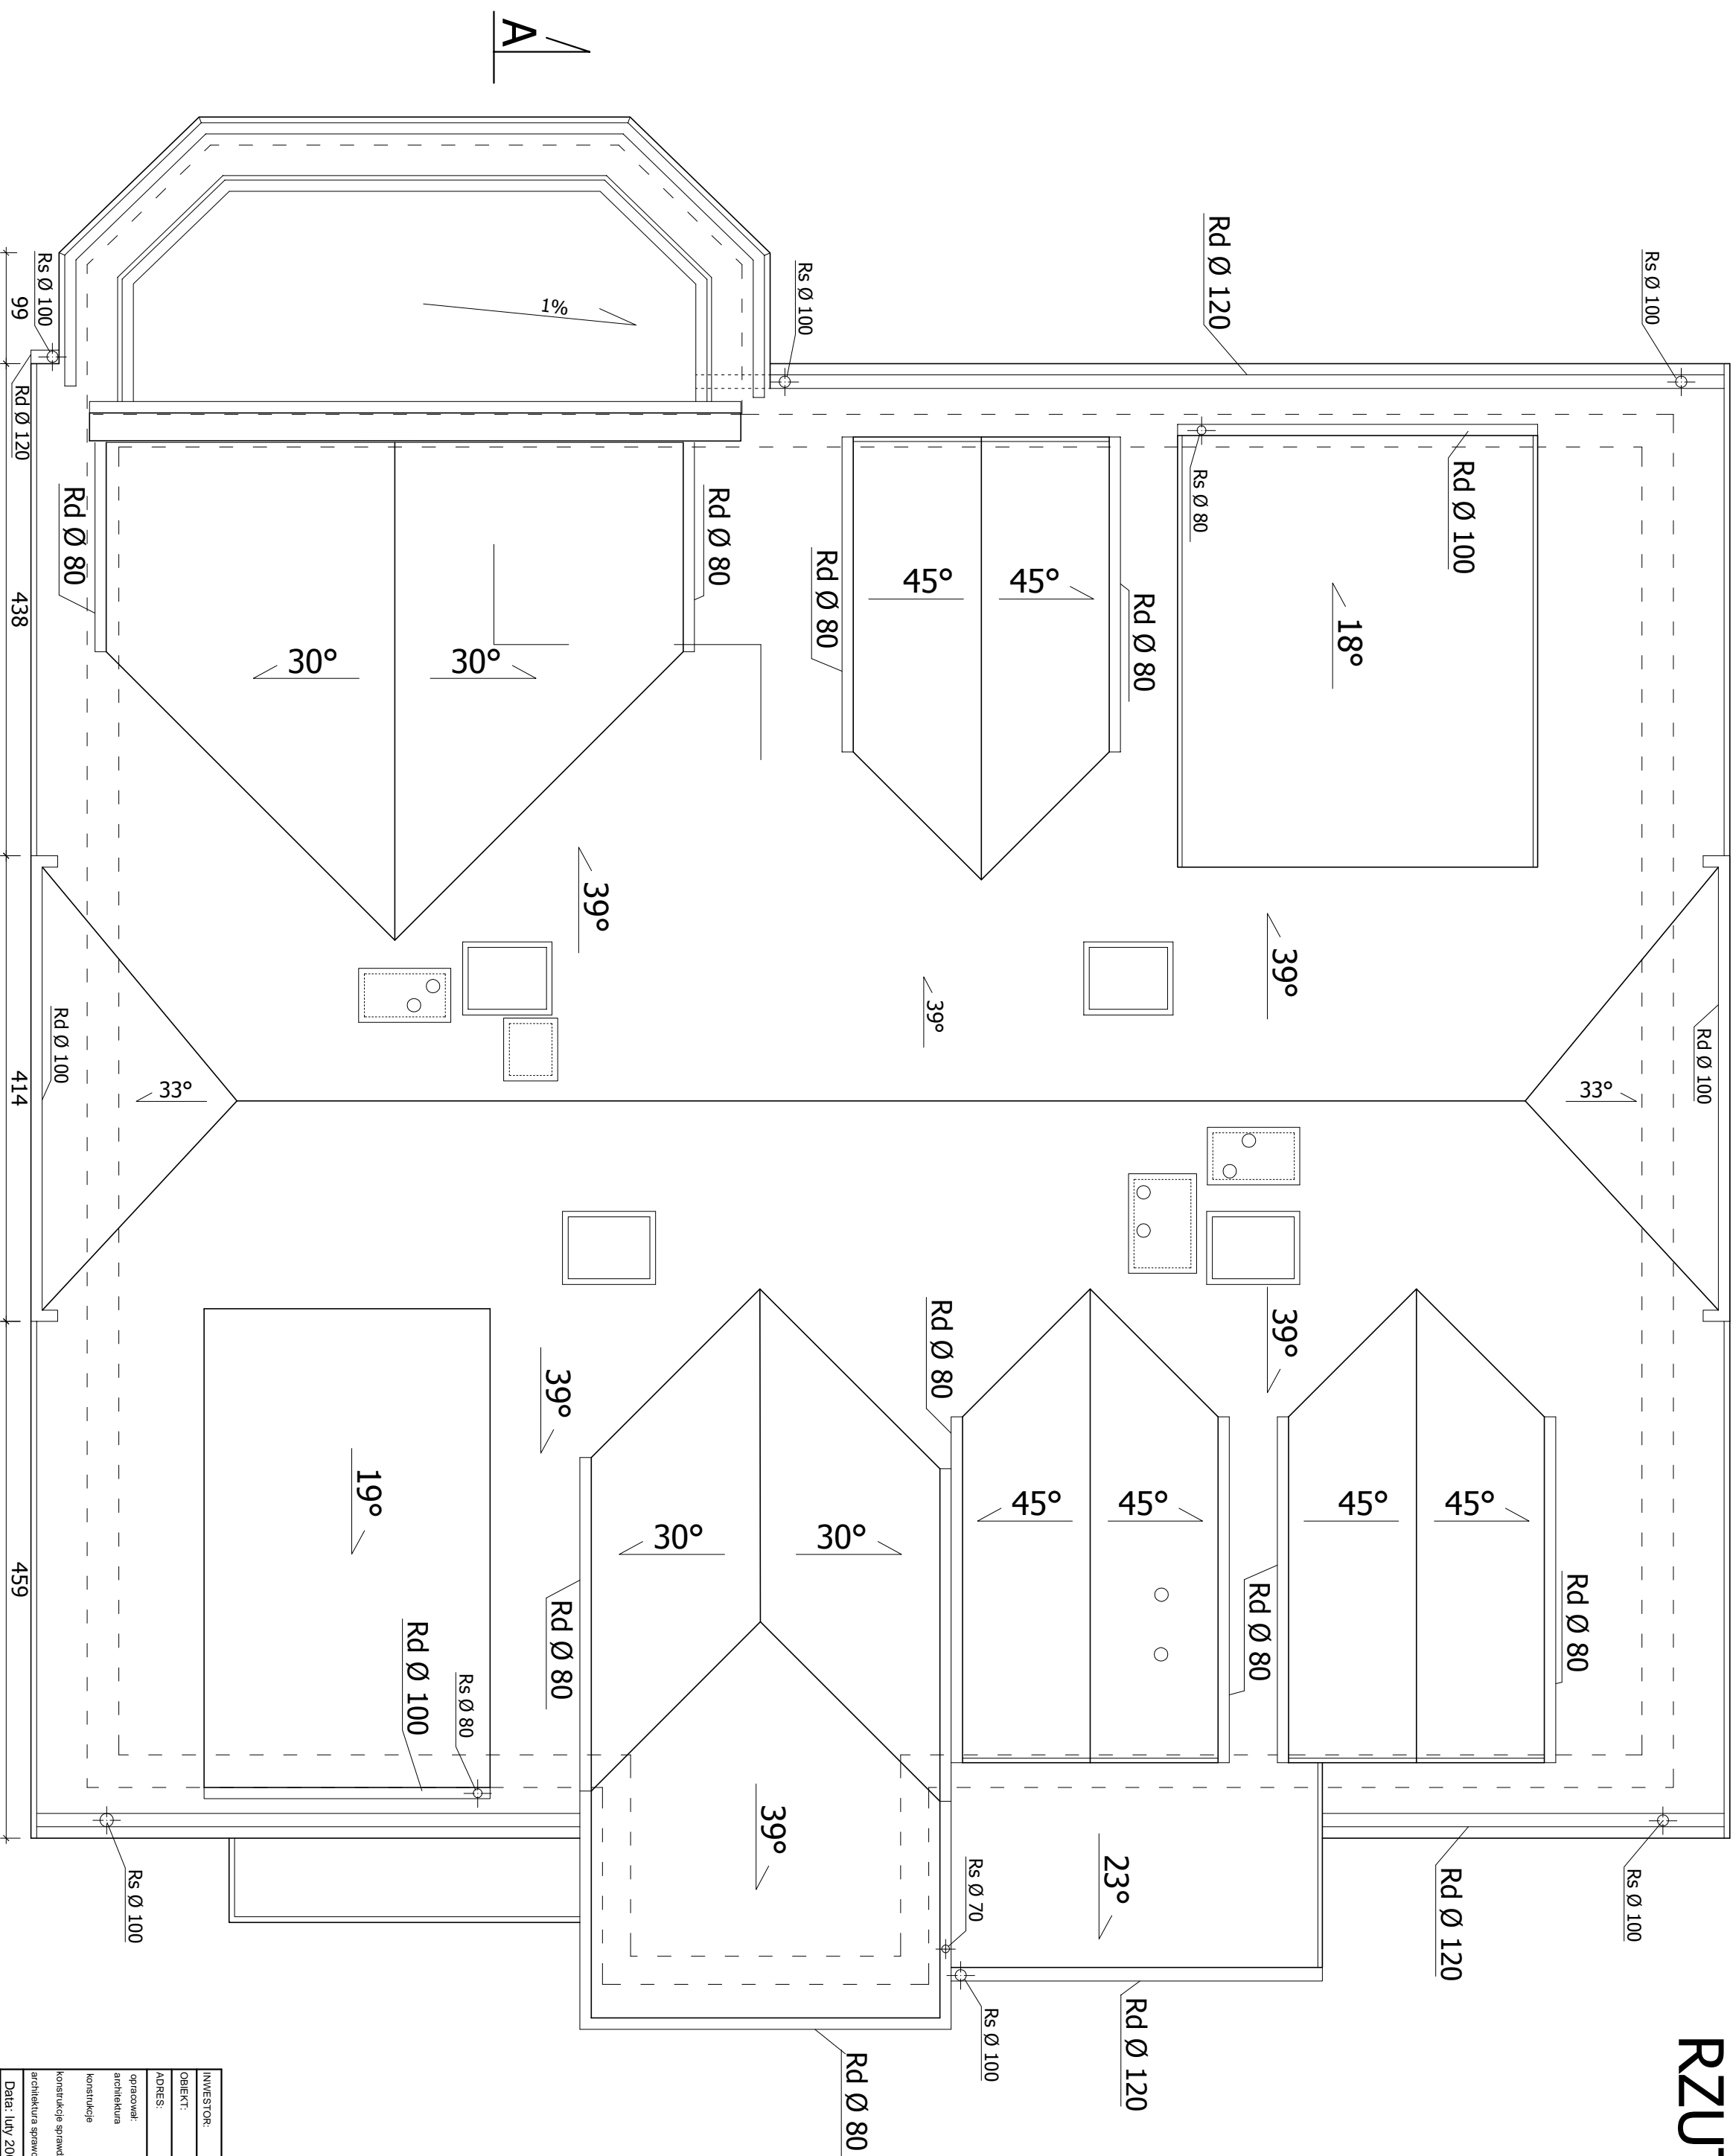 A
Rd Ø 120
Rs Ø 100
Rs Ø 100
Rs Ø 100
99
1%
Rd Ø 120
Rd Ø 80
Rd Ø 80
Rs Ø 80
Rd Ø 100
Rd Ø 80
45°
45°
Rd Ø 80
18°
438
30°
30°
39°
39°
39°
Rd Ø 100
Rd Ø 100
414
33°
33°
Rd Ø 80
39°
39°
19°
45°
45°
45°
45°
30°
30°
459
Rd Ø 80
Rd Ø 80
Rd Ø 80
Rd Ø 100
Rs Ø 80
39°
23°
Rs Ø 70
Rs Ø 100
Rs Ø 100
Rd Ø 120
Rs Ø 100
Rd Ø 120
Rd Ø 80
RZUT
INWESTOR:
OBIEKT:
ADRES:
opracował:
architektura
konstrukcje
konstrukcje sprawd
architektura sprawd
Data: luty 20